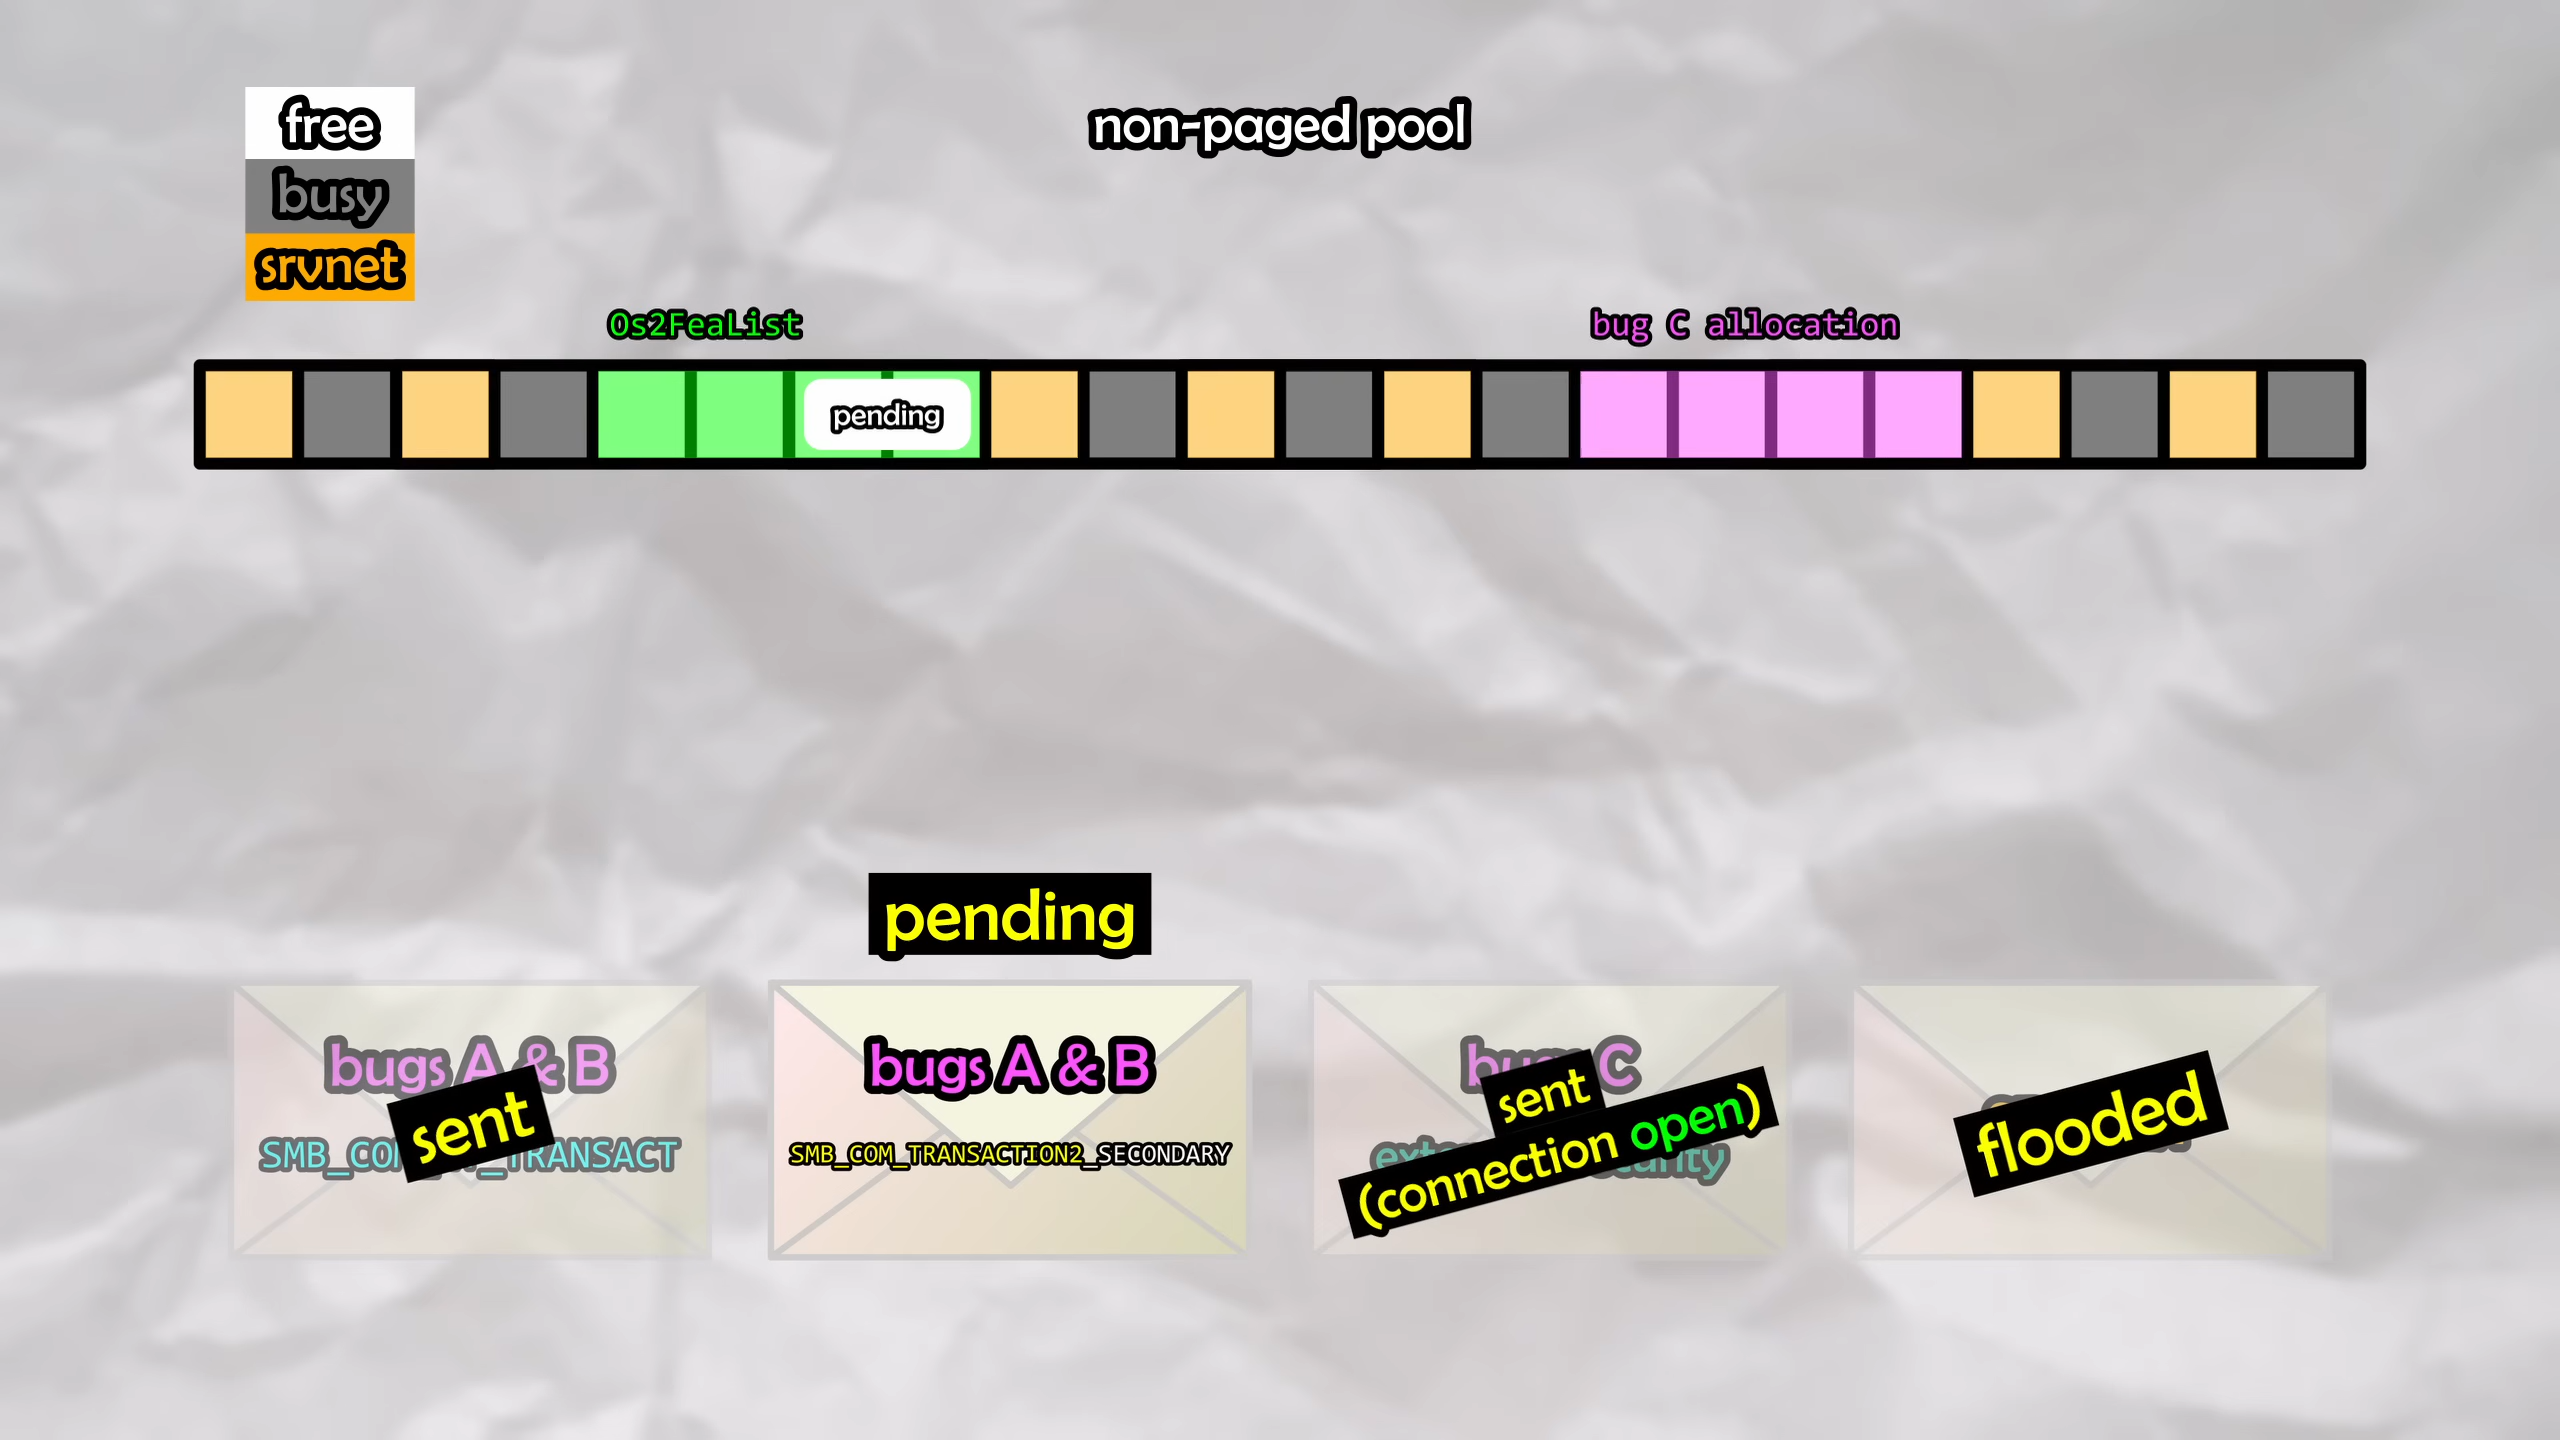 free
busy
srvnet
non-paged pool
Os2FeaList
bug C allocation
pending
pending
bugs A & B
sent
bugs A & B
SMB_COM_TRANSACTION2_SECONDARY
C
sent
(connection open)
flooded